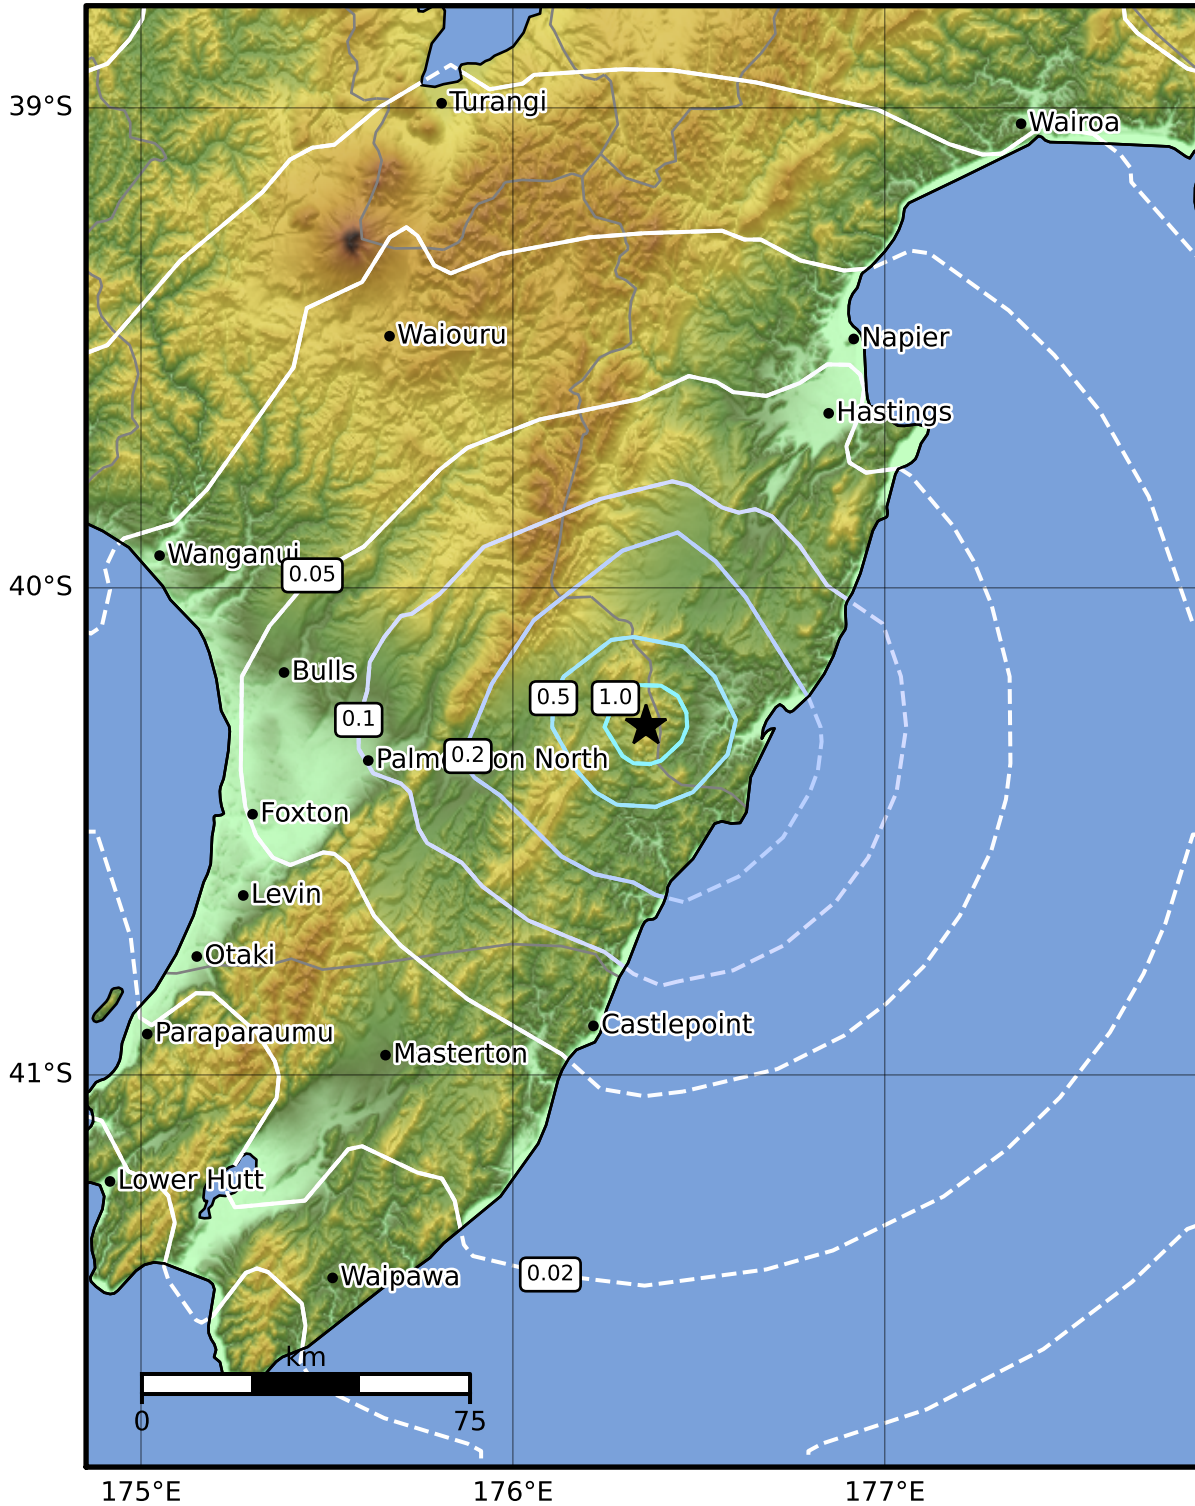 39°S
Turangi
Wairoa
Waiouru
Napier
Hastings
Wanganui
0.05
40°S
Bulls
0.5
1.0
0.1
0.2
Palm on North
Foxton
Levin
Otaki
Castlepoint
Paraparaumu
Masterton
41°S
Lower Hutt
Waipawa
0.02
km
0
75
175°E
176°E
177°E